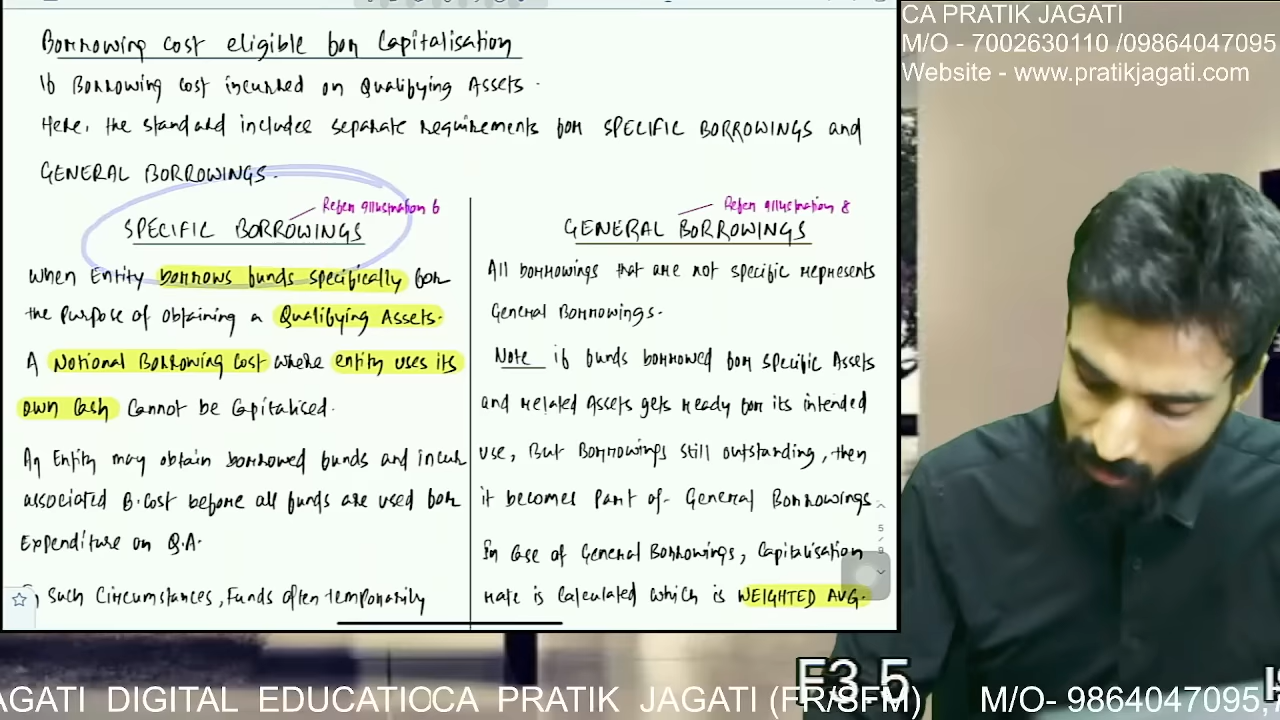 Borrowing Cost eligible for Capitalisation
If Borrowing Cost incurred on Qualifying Assets.
Here, the standard includes separate requirements for SPECIFIC BORROWINGS and
GENERAL BORROWINGS.
Refer Illustration 6
SPECIFIC BORROWINGS
When Entity borrows funds specifically for
the purpose of obtaining a Qualifying Assets.
A Notional Borrowing Cost where entity uses its
own Cash Cannot be Capitalised.
An Entity may obtain borrowed funds and incur
associated B.Cost before all funds are used for
Expenditure on Q.A.
Such Circumstances, Funds often temporarily
Refer Illustration 8
GENERAL BORROWINGS
All borrowings that are not specific represents
General Borrowings.
Note if funds borrowed for specific Assets
and related Assets gets ready for its intended
use, But Borrowings still outstanding, then
it becomes Part of General Borrowings
In Case of General Borrowings, Capitalisation
rate is Calculated which is WEIGHTED AVG.
5
/
9
CA PRATIK JAGATI
M/O - 7002630110 /09864047095
Website - www.pratikjagati.com
F3 5
AGATI DIGITAL EDUCATIOCA PRATIK JAGATI (FR/SFM) M/O- 9864047095,7